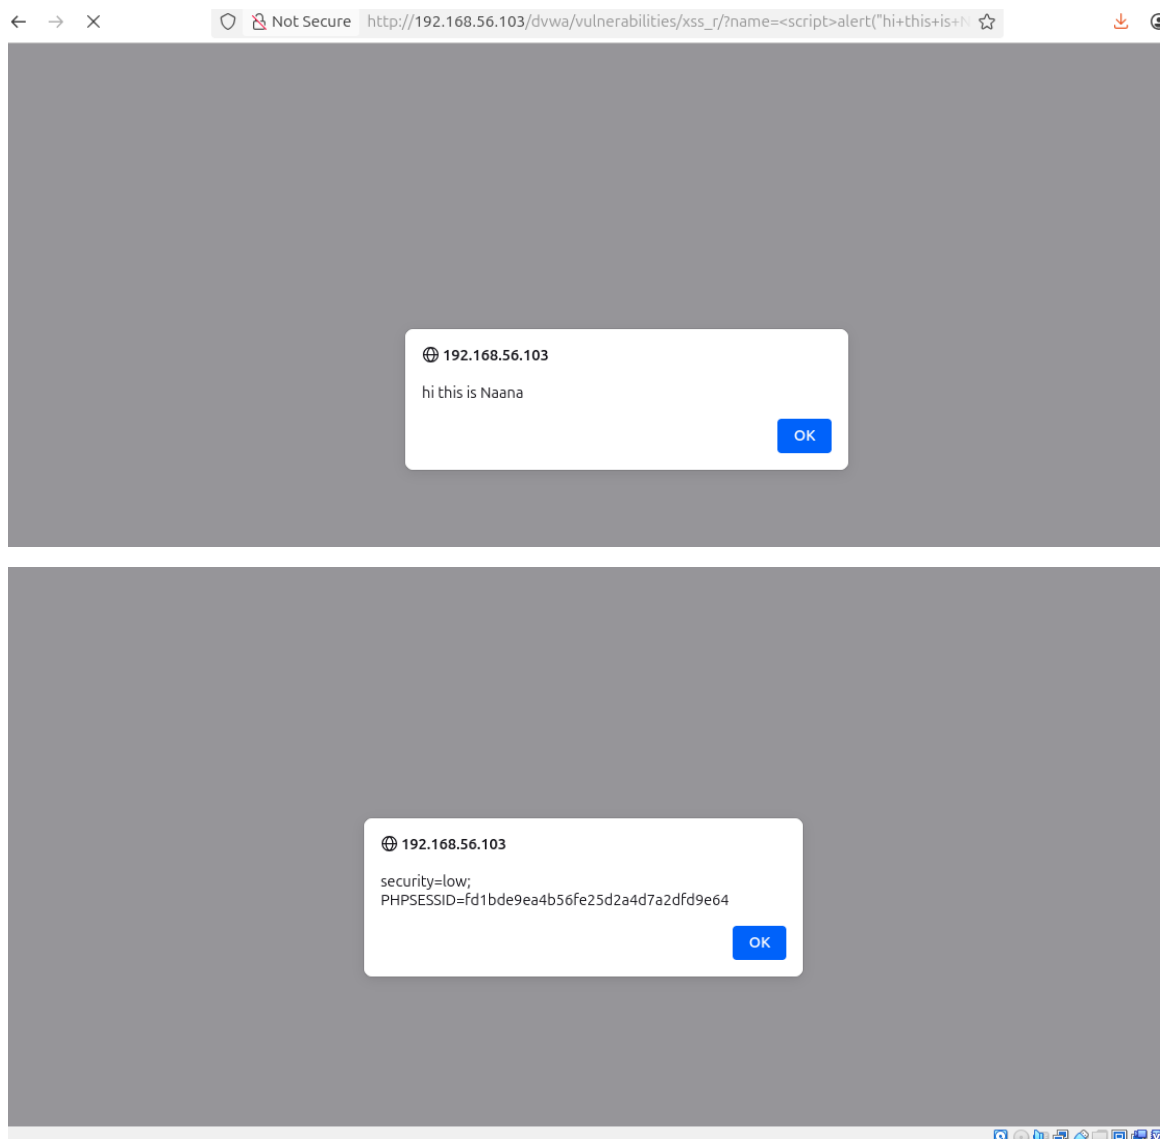 Not Secure http://192.168.56.103/dvwa/vulnerabilities/xss_r/?name=<script>alert("hi+this+is+N
192.168.56.103
hi this is Naana
OK
192.168.56.103
security=low;
PHPSESSID=fd1bde9ea4b56fe25d2a4d7a2dfd9e64
OK